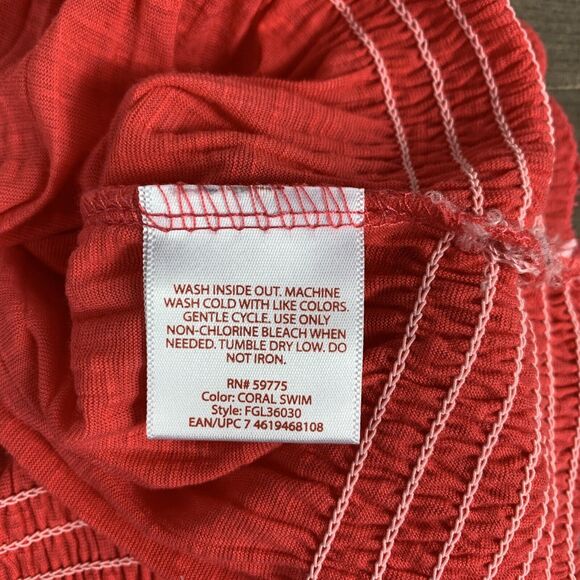 WASH INSIDE OUT. MACHINE
WASH COLD WITH LIKE COLORS.
GENTLE CYCLE. USE ONLY
NON-CHLORINE BLEACH WHEN
NEEDED. TUMBLE DRY LOW. DO
NOT IRON.
RN# 59775
Color: CORAL SWIM
Style: FGL36030
EAN/UPC 7 4619468108